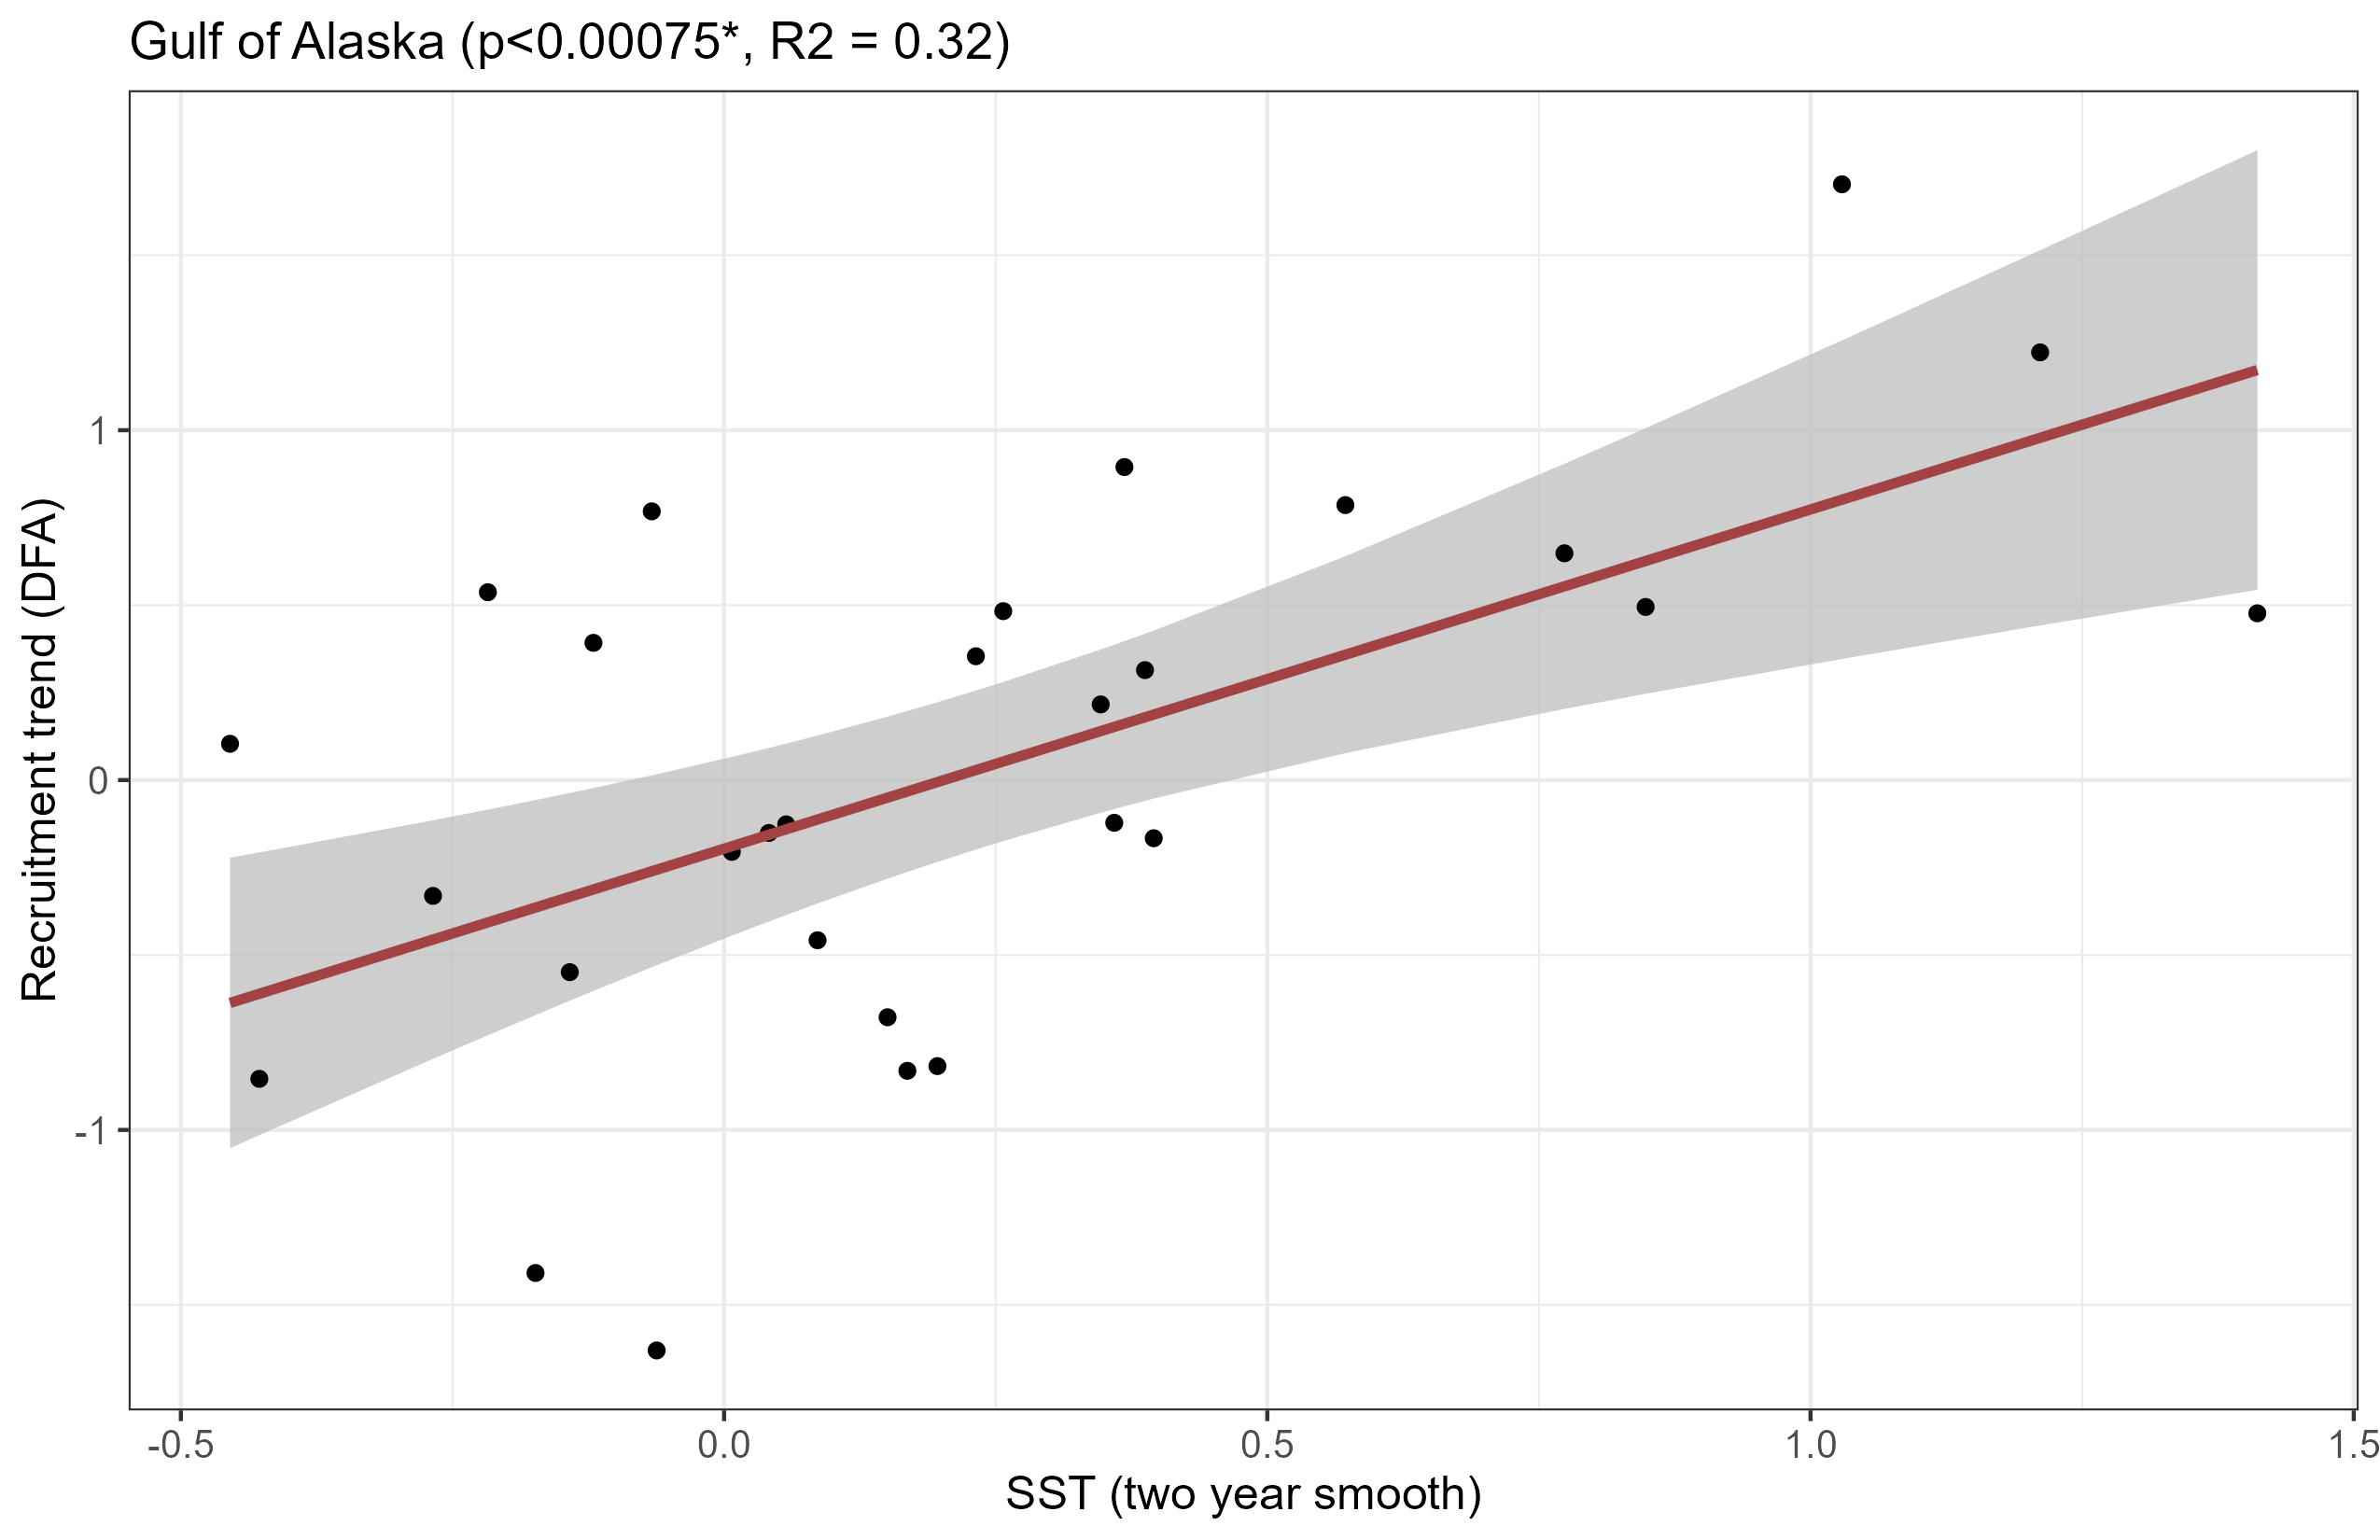 Gulf of Alaska (p<0.00075*, R2 = 0.32)
Recruitment trend (DFA)
1
0
-1
-0.5
0.0
0.5
1.0
1.5
SST (two year smooth)